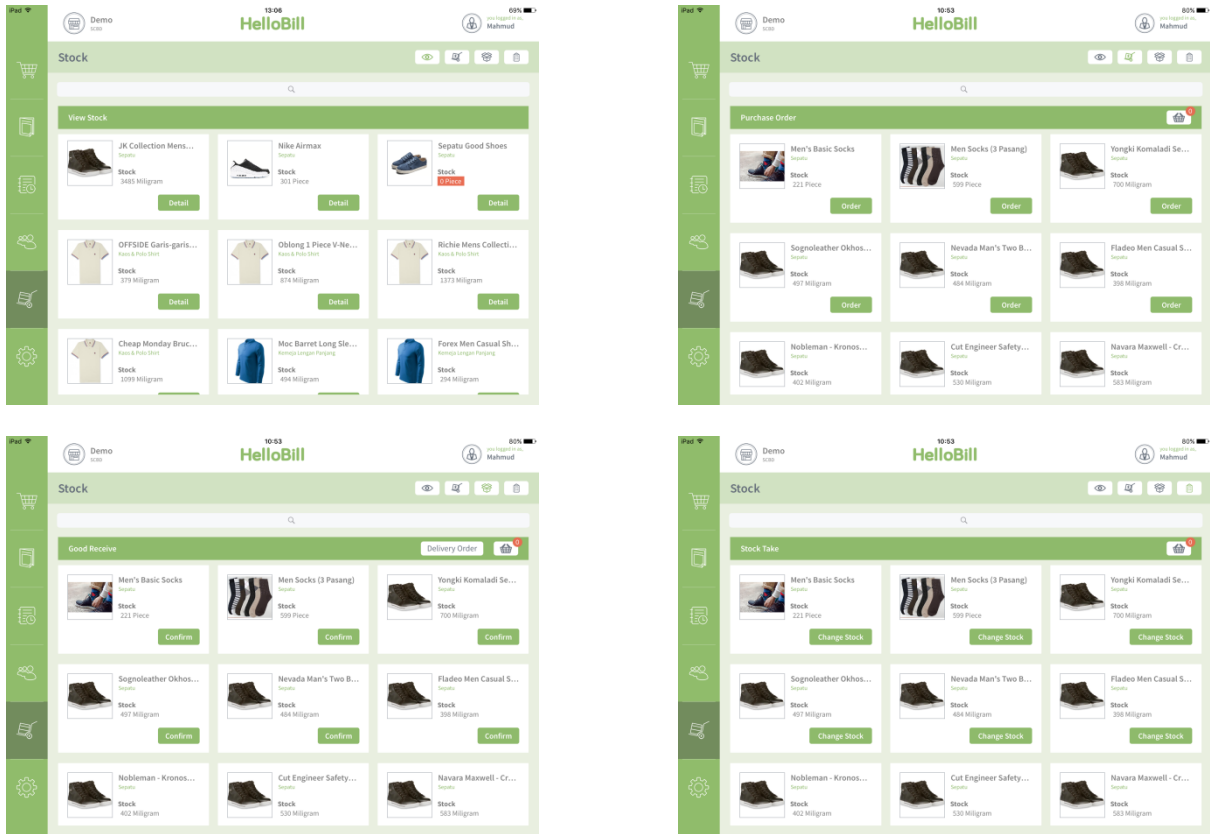 iPad 13:06 69%
Demo
SCBD
HelloBill
you logged in as,
Mahmud
Stock
View Stock
JK Collection Mens...
Sepatu
Stock
3485 Miligram
Detail
Nike Airmax
Sepatu
Stock
301 Piece
Detail
Sepatu Good Shoes
Sepatu
Stock
0 Piece
Detail
OFFSIDE Garis-garis...
Kaos & Polo Shirt
Stock
379 Miligram
Detail
Oblong 1 Piece V-Ne...
Kaos & Polo Shirt
Stock
874 Miligram
Detail
Richie Mens Collecti...
Kaos & Polo Shirt
Stock
1373 Miligram
Detail
Cheap Monday Bruc...
Kaos & Polo Shirt
Stock
1099 Miligram
Moc Barret Long Sle...
Kemeja Lengan Panjang
Stock
494 Miligram
Forex Men Casual Sh...
Kemeja Lengan Panjang
Stock
294 Miligram
iPad 10:53 80%
Demo
SCBD
HelloBill
you logged in as,
Mahmud
Stock
Purchase Order
0
Men's Basic Socks
Sepatu
Stock
221 Piece
Order
Men Socks (3 Pasang)
Sepatu
Stock
599 Piece
Order
Yongki Komaladi Se...
Sepatu
Stock
700 Miligram
Order
Sognoleather Okhos...
Sepatu
Stock
497 Miligram
Order
Nevada Man's Two B...
Sepatu
Stock
484 Miligram
Order
Fladeo Men Casual S...
Sepatu
Stock
398 Miligram
Order
Nobleman - Kronos...
Sepatu
Stock
402 Miligram
Cut Engineer Safety...
Sepatu
Stock
530 Miligram
Navara Maxwell - Cr...
Sepatu
Stock
583 Miligram
iPad 10:53 80%
Demo
SCBD
HelloBill
you logged in as,
Mahmud
Stock
Good Receive
Delivery Order
0
Men's Basic Socks
Sepatu
Stock
221 Piece
Confirm
Men Socks (3 Pasang)
Sepatu
Stock
599 Piece
Confirm
Yongki Komaladi Se...
Sepatu
Stock
700 Miligram
Confirm
Sognoleather Okhos...
Sepatu
Stock
497 Miligram
Confirm
Nevada Man's Two B...
Sepatu
Stock
484 Miligram
Confirm
Fladeo Men Casual S...
Sepatu
Stock
398 Miligram
Confirm
Nobleman - Kronos...
Sepatu
Stock
402 Miligram
Cut Engineer Safety...
Sepatu
Stock
530 Miligram
Navara Maxwell - Cr...
Sepatu
Stock
583 Miligram
iPad 10:53 80%
Demo
SCBD
HelloBill
you logged in as,
Mahmud
Stock
Stock Take
0
Men's Basic Socks
Sepatu
Stock
221 Piece
Change Stock
Men Socks (3 Pasang)
Sepatu
Stock
599 Piece
Change Stock
Yongki Komaladi Se...
Sepatu
Stock
700 Miligram
Change Stock
Sognoleather Okhos...
Sepatu
Stock
497 Miligram
Change Stock
Nevada Man's Two B...
Sepatu
Stock
484 Miligram
Change Stock
Fladeo Men Casual S...
Sepatu
Stock
398 Miligram
Change Stock
Nobleman - Kronos...
Sepatu
Stock
402 Miligram
Cut Engineer Safety...
Sepatu
Stock
530 Miligram
Navara Maxwell - Cr...
Sepatu
Stock
583 Miligram